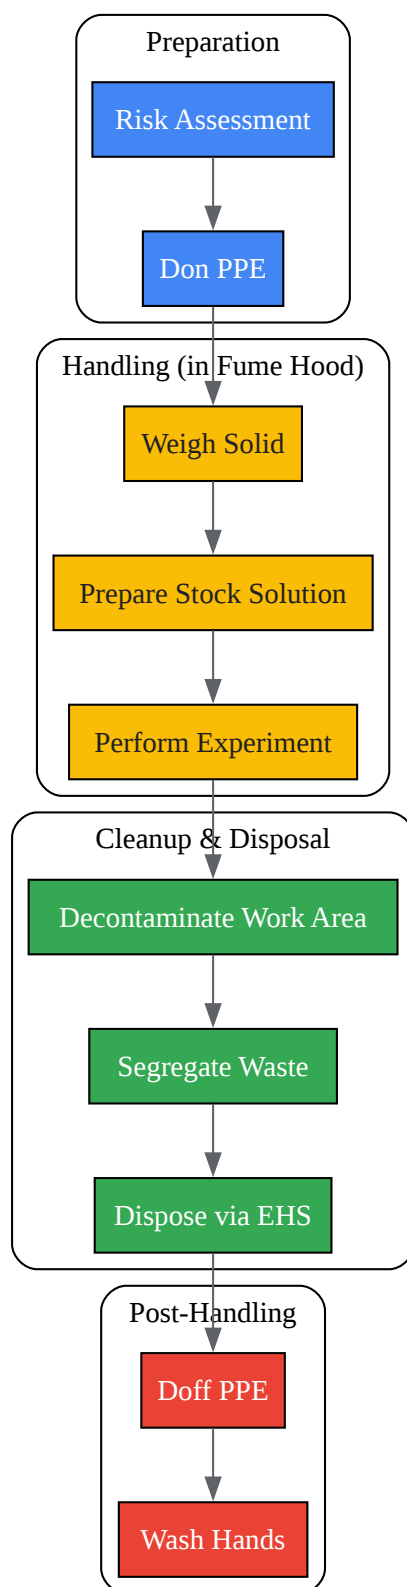 Preparation
Risk Assessment
Don PPE
Handling (in Fume Hood)
Weigh Solid
Prepare Stock Solution
Perform Experiment
Cleanup & Disposal
Decontaminate Work Area
Segregate Waste
Dispose via EHS
Post-Handling
Doff PPE
Wash Hands